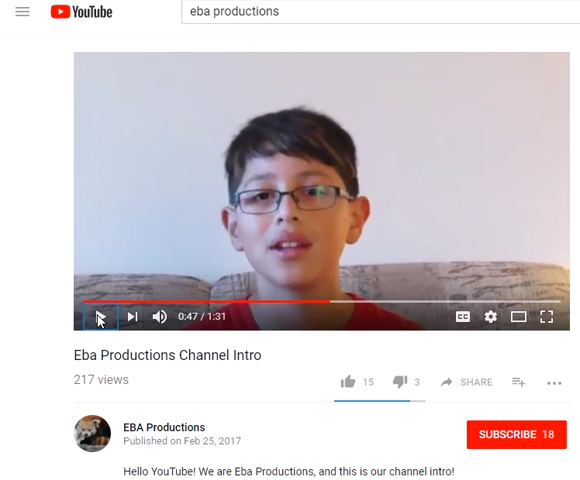 YouTube
eba productions
0:47 / 1:31
CC
Eba Productions Channel Intro
217 views
15
3
SHARE
EBA Productions
SUBSCRIBE 18
Published on Feb 25, 2017
Hello YouTube! We are Eba Productions, and this is our channel intro!